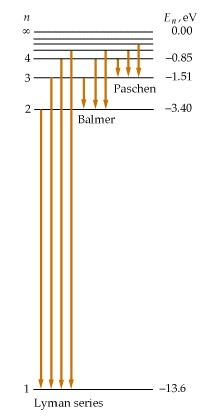 n E_n, eV
∞ 0.00
4 −0.85
3 −1.51
Paschen
2 −3.40
Balmer
1 −13.6
Lyman series